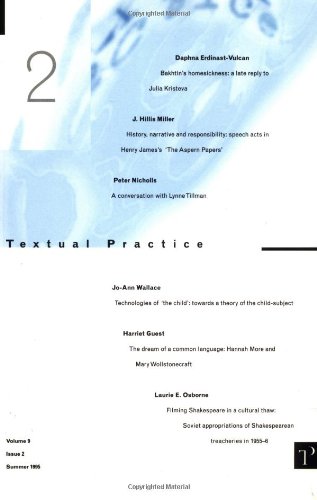 Copyrighted Material
2
Daphna Erdinast-Vulcan
Bakhtin's homesickness: a late reply to
Julia Kristeva
J. Hillis Miller
History, narrative and responsibility: speech acts in
Henry James's 'The Aspern Papers'
Peter Nicholls
A conversation with Lynne Tillman
Textual Practice
Jo-Ann Wallace
Technologies of 'the child': towards a theory of the child-subject
Harriet Guest
The dream of a common language: Hannah More and
Mary Wollstonecraft
Laurie E. Osborne
Filming Shakespeare in a cultural thaw:
Soviet appropriations of Shakespearean
treacheries in 1955–6
Volume 9
Issue 2
Summer 1995
TP
Copyrighted Material